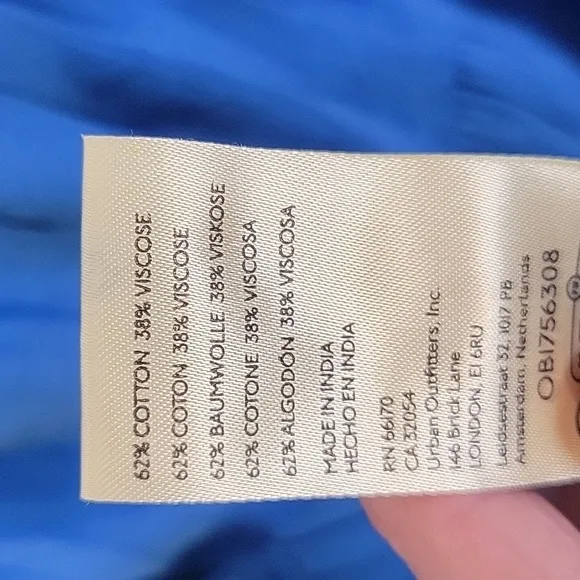 62% COTTON 38% VISCOSE
62% COTON 38% VISCOSE
62% BAUMWOLLE 38% VISKOSE
62% COTONE 38% VISCOSA
62% ALGODÓN 38% VISCOSA
MADE IN INDIA
HECHO EN INDIA
RN 66170
CA 32054
Urban Outfitters, Inc.
146 Brick Lane
LONDON, E1 6RU
Leidsestraat 32, 1017 PB
Amsterdam, Netherlands
OB1756308